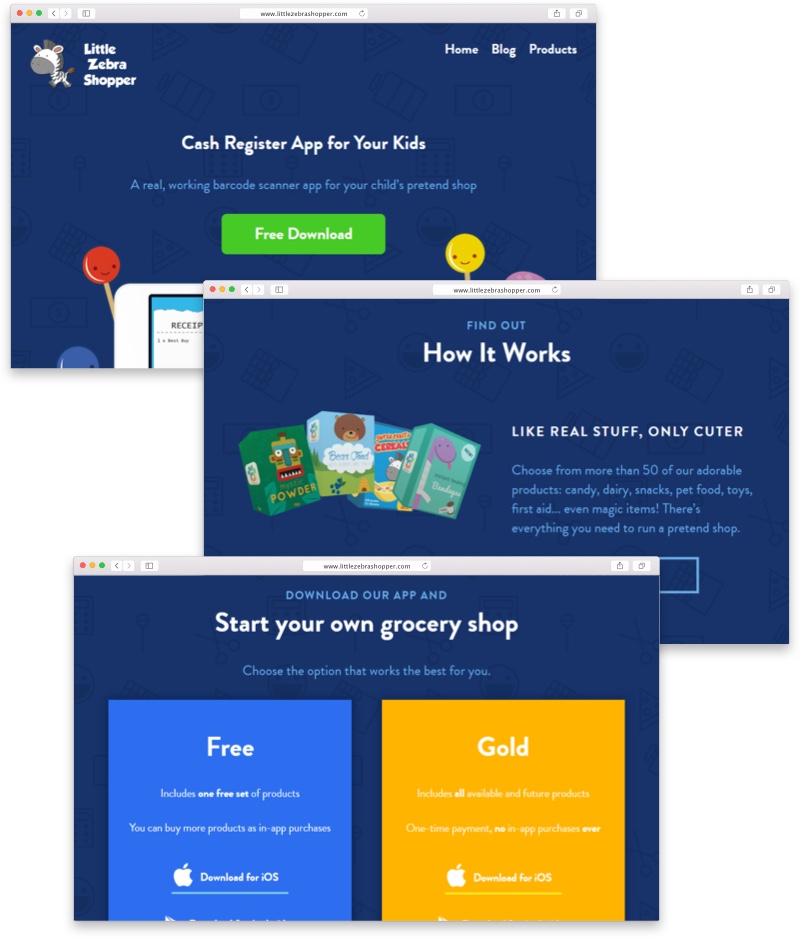 www.littlezebrashopper.com
Little
Zebra
Shopper
Home Blog Products
Cash Register App for Your Kids
A real, working barcode scanner app for your child's pretend shop
Free Download
RECEIP
1 x Best Buy
www.littlezebrashopper.com
FIND OUT
How It Works
POWDER
Bear Food
CEREALS
Bandages
LIKE REAL STUFF, ONLY CUTER
Choose from more than 50 of our adorable
products: candy, dairy, snacks, pet food, toys,
first aid... even magic items! There's
everything you need to run a pretend shop.
www.littlezebrashopper.com
DOWNLOAD OUR APP AND
Start your own grocery shop
Choose the option that works the best for you.
Free
Includes one free set of products
You can buy more products as in-app purchases
Download for iOS
Gold
Includes all available and future products
One-time payment, no in-app purchases ever
Download for iOS